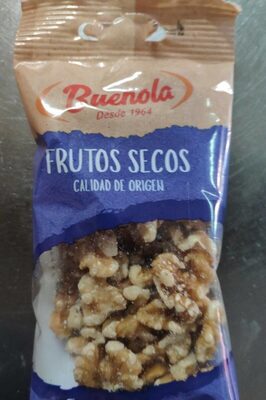 Buenola
Desde 1964
FRUTOS SECOS
CALIDAD DE ORIGEN